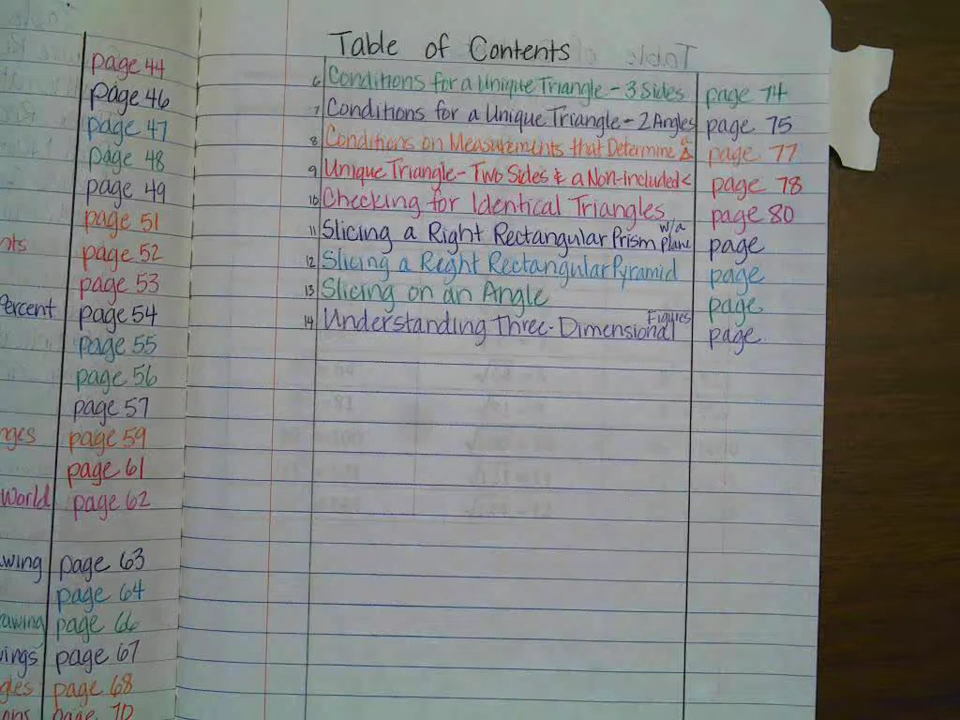 page 44
page 46
page 47
page 48
page 49
page 51
nts page 52
page 53
Percent page 54
page 55
page 56
page 57
nges page 59
page 61
World page 62
wing page 63
page 64
rawing page 66
wings page 67
gles page 68
ons page 70
Table of Contents
6 Conditions for a Unique Triangle - 3 Sides page 74
7 Conditions for a Unique Triangle - 2 Angles page 75
8 Conditions on Measurements that Determine a △ page 77
9 Unique Triangle - Two Sides & a Non-included < page 78
10 Checking for Identical Triangles page 80
11 Slicing a Right Rectangular Prism w/a plane page
12 Slicing a Right Rectangular Pyramid page
13 Slicing on an Angle page
14 Understanding Three-Dimensional Figures page